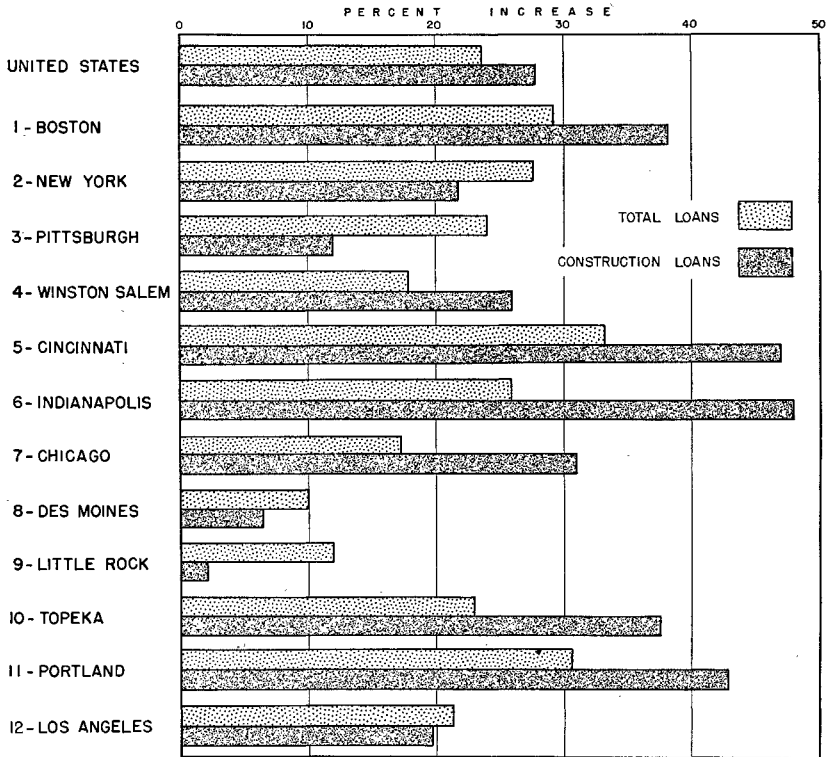 PERCENT INCREASE
0 10 20 30 40 50
UNITED STATES
1-BOSTON
2-NEW YORK
3-PITTSBURGH
4-WINSTON SALEM
5-CINCINNATI
6-INDIANAPOLIS
7-CHICAGO
8-DES MOINES
9-LITTLE ROCK
10-TOPEKA
11-PORTLAND
12-LOS ANGELES
TOTAL LOANS
CONSTRUCTION LOANS